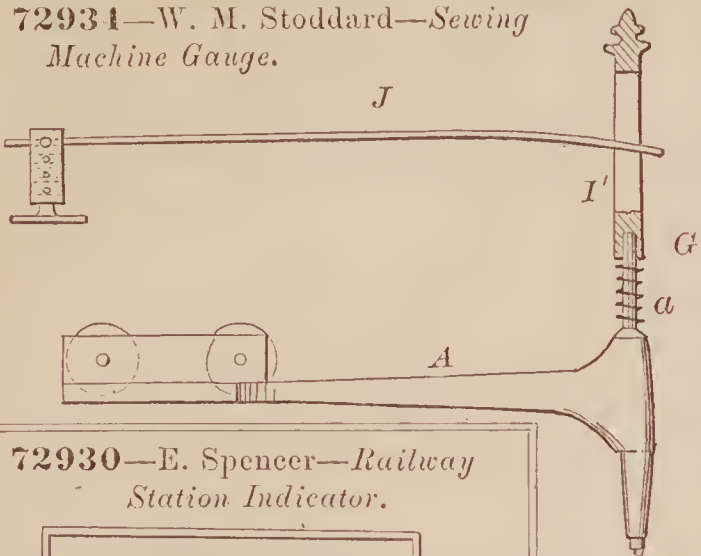 72934—W. M. Stoddard—Sewing
Machine Gauge.
J
I'
G
a
A
72930—E. Spencer—Railway
Station Indicator.